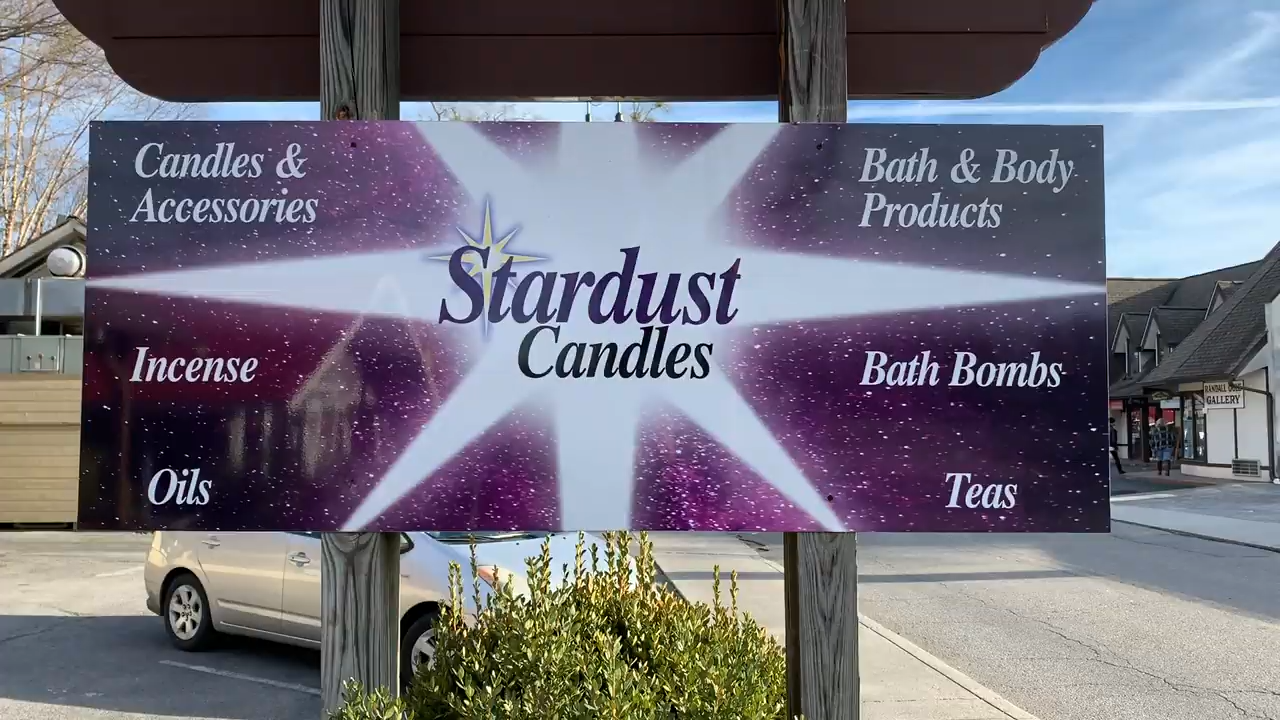 Candles &
Accessories
Bath & Body
Products
Stardust
Candles
Incense
Bath Bombs
Oils
Teas
GALLERY